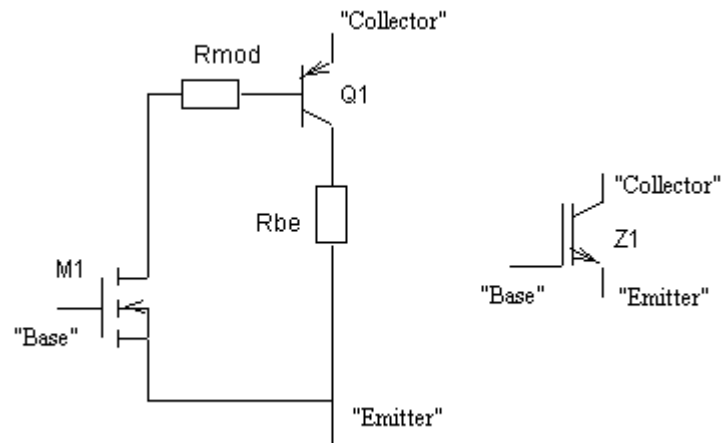 "Collector"
Rmod
Q1
"Collector"
Rbe
Z1
M1
"Base"
"Emitter"
"Base"
"Emitter"